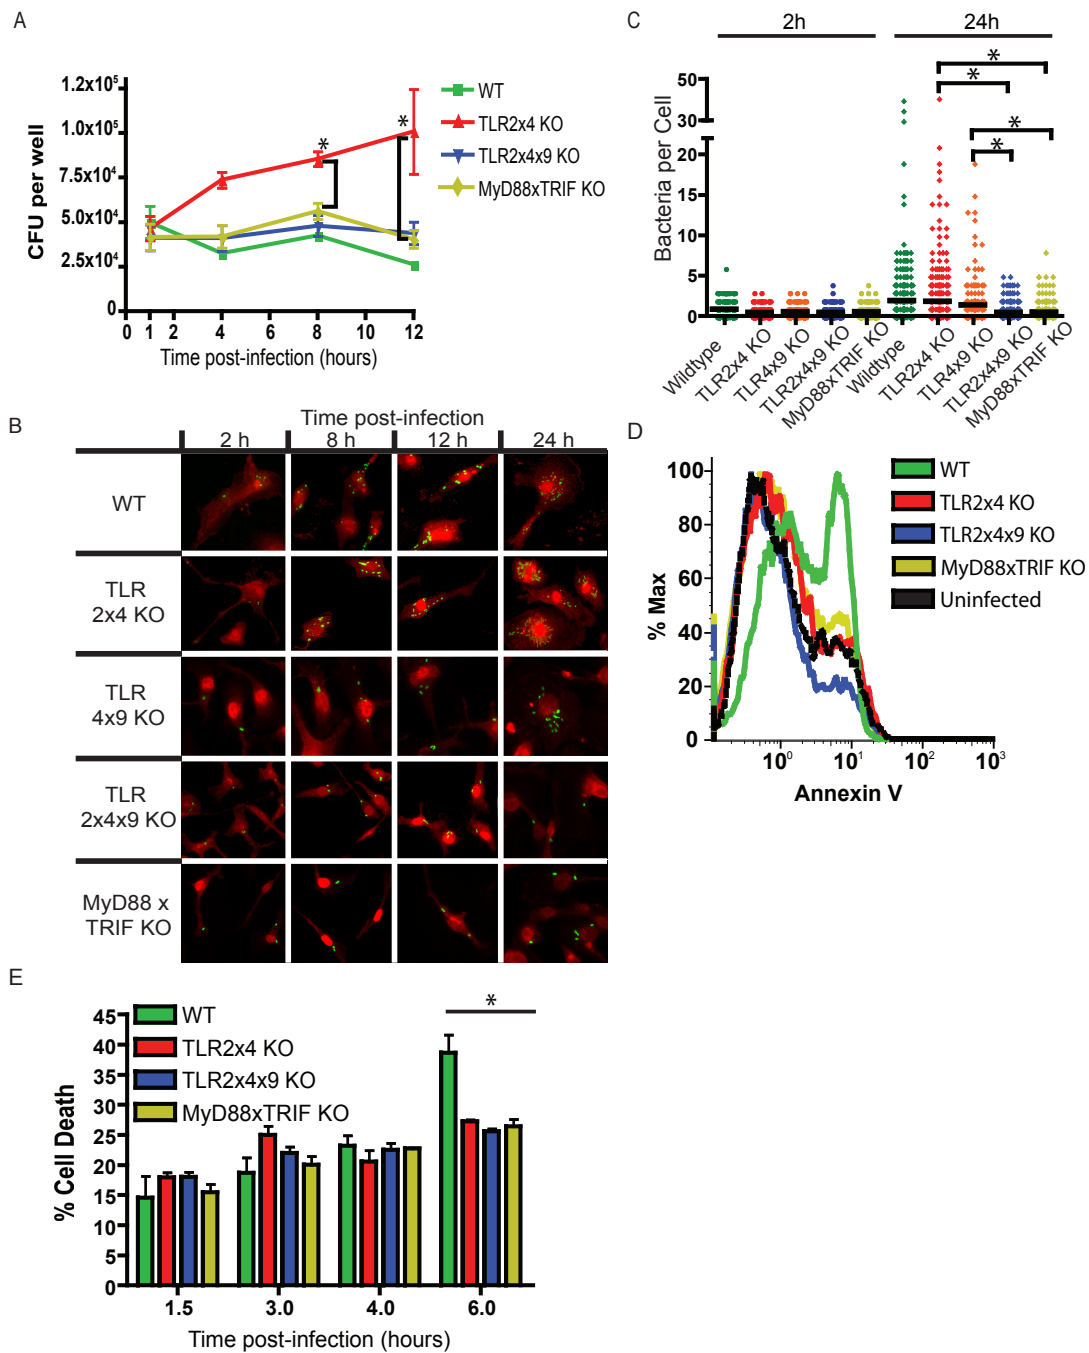 A
CFU per well
1.2x10⁵
1.0x10⁵
7.5x10⁴
5.0x10⁴
2.5x10⁴
0
0 1 2 4 6 8 10 12
Time post-infection (hours)
* *
WT
TLR2x4 KO
TLR2x4x9 KO
MyD88xTRIF KO
C
2h 24h
Bacteria per Cell
50
30
20
15
10
5
0
* * * *
Wildtype
TLR2x4 KO
TLR4x9 KO
TLR2x4x9 KO
MyD88xTRIF KO
Wildtype
TLR2x4 KO
TLR4x9 KO
TLR2x4x9 KO
MyD88xTRIF KO
B
Time post-infection
2 h 8 h 12 h 24 h
WT
TLR
2x4 KO
TLR
4x9 KO
TLR
2x4x9 KO
MyD88 x
TRIF KO
D
% Max
100
80
60
40
20
0
10⁰ 10¹ 10² 10³
Annexin V
WT
TLR2x4 KO
TLR2x4x9 KO
MyD88xTRIF KO
Uninfected
E
% Cell Death
45
40
35
30
25
20
15
10
5
0
WT
TLR2x4 KO
TLR2x4x9 KO
MyD88xTRIF KO
*
1.5 3.0 4.0 6.0
Time post-infection (hours)